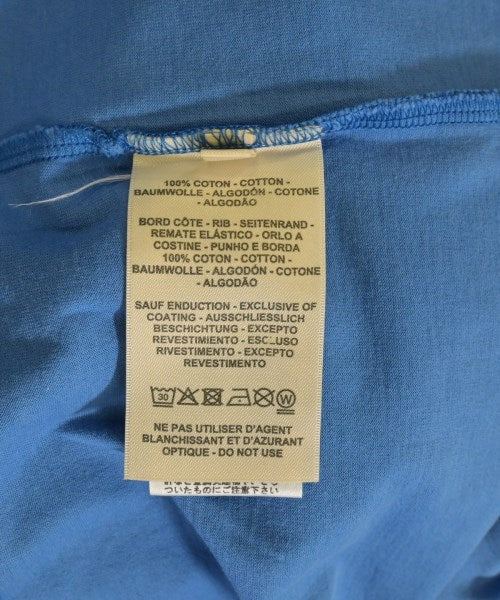 100% COTON - COTTON -
BAUMWOLLE - ALGODÓN - COTONE
- ALGODÃO
BORD CÔTE - RIB - SEITENRAND -
REMATE ELÁSTICO - ORLO A
COSTINE - PUNHO E BORDA
100% COTON - COTTON -
BAUMWOLLE - ALGODÓN - COTONE
- ALGODÃO
SAUF ENDUCTION - EXCLUSIVE OF
COATING - AUSSCHLIESSLICH
BESCHICHTUNG - EXCEPTO
REVESTIMIENTO - ESCLUSO
RIVESTIMENTO - EXCEPTO
REVESTIMENTO
30 W
NE PAS UTILISER D'AGENT
BLANCHISSANT ET D'AZURANT
OPTIQUE - DO NOT USE
ついたものにご注意下さい